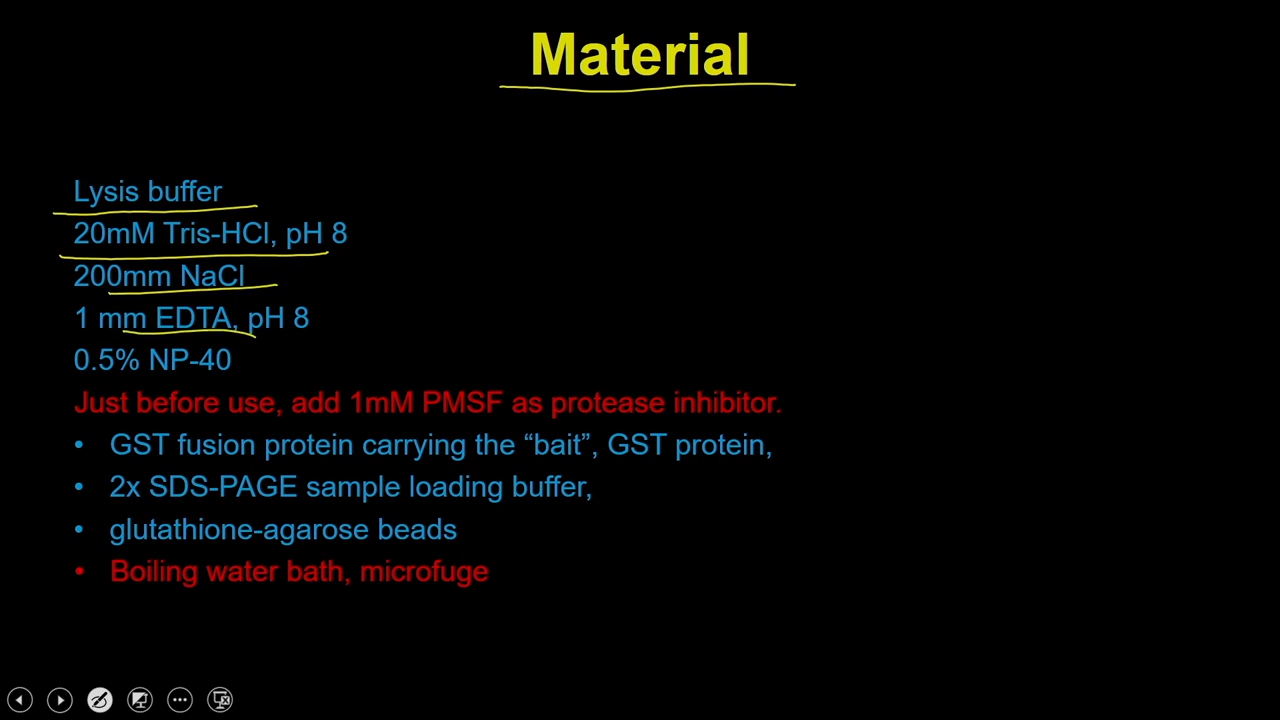 Material
Lysis buffer
20mM Tris-HCl, pH 8
200mm NaCl
1 mm EDTA, pH 8
0.5% NP-40
Just before use, add 1mM PMSF as protease inhibitor.
• GST fusion protein carrying the “bait”, GST protein,
• 2x SDS-PAGE sample loading buffer,
• glutathione-agarose beads
• Boiling water bath, microfuge